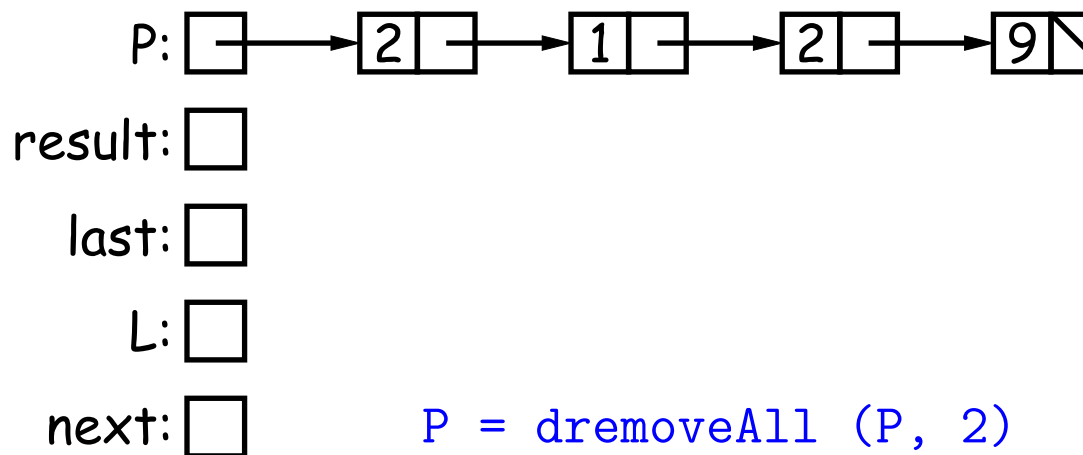 P: 2 1 2 9
result:
last:
L:
next:
P = dremoveAll (P, 2)